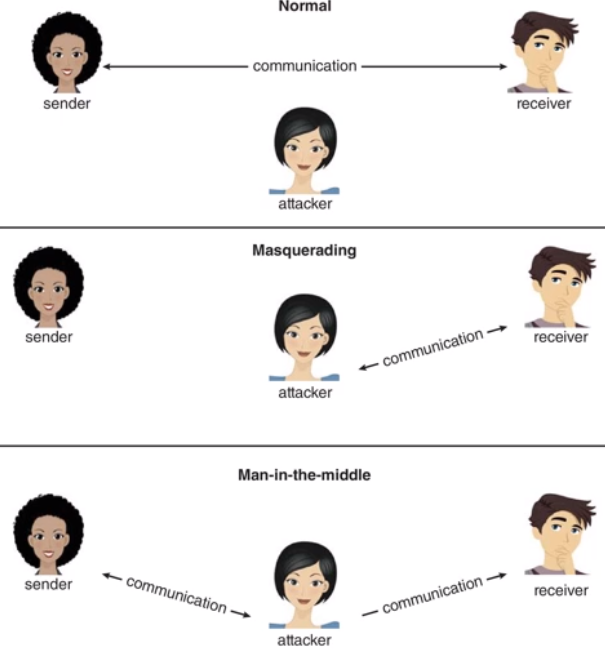 Normal
communication
sender
receiver
attacker
Masquerading
sender
communication
receiver
attacker
Man-in-the-middle
sender
communication
communication
receiver
attacker